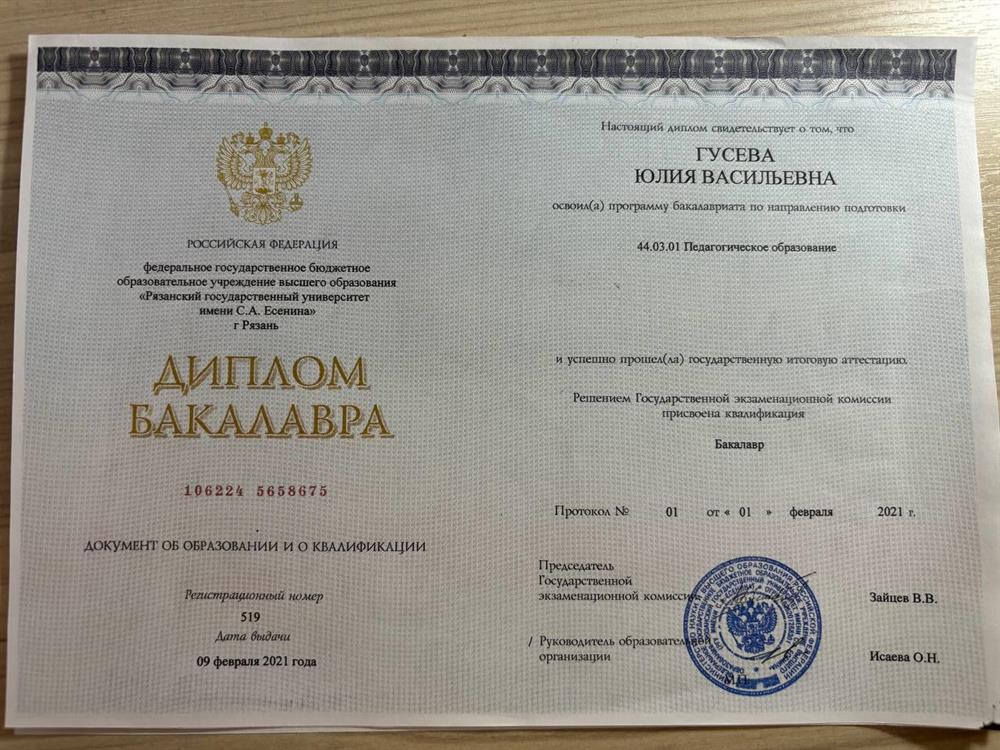 РОССИЙСКАЯ ФЕДЕРАЦИЯ
федеральное государственное бюджетное
образовательное учреждение высшего образования
«Рязанский государственный университет
имени С.А. Есенина»
г Рязань
ДИПЛОМ
БАКАЛАВРА
106224 5658675
ДОКУМЕНТ ОБ ОБРАЗОВАНИИ И О КВАЛИФИКАЦИИ
Регистрационный номер
519
Дата выдачи
09 февраля 2021 года
Настоящий диплом свидетельствует о том, что
ГУСЕВА
ЮЛИЯ ВАСИЛЬЕВНА
освоил(а) программу бакалавриата по направлению подготовки
44.03.01 Педагогическое образование
и успешно прошел(ла) государственную итоговую аттестацию.
Решением Государственной экзаменационной комиссии
присвоена квалификация
Бакалавр
Протокол № 01 от « 01 » февраля 2021 г.
Председатель
Государственной
экзаменационной комиссии Зайцев В.В.
/ Руководитель образовательной
организации Исаева О.Н.
М.П.